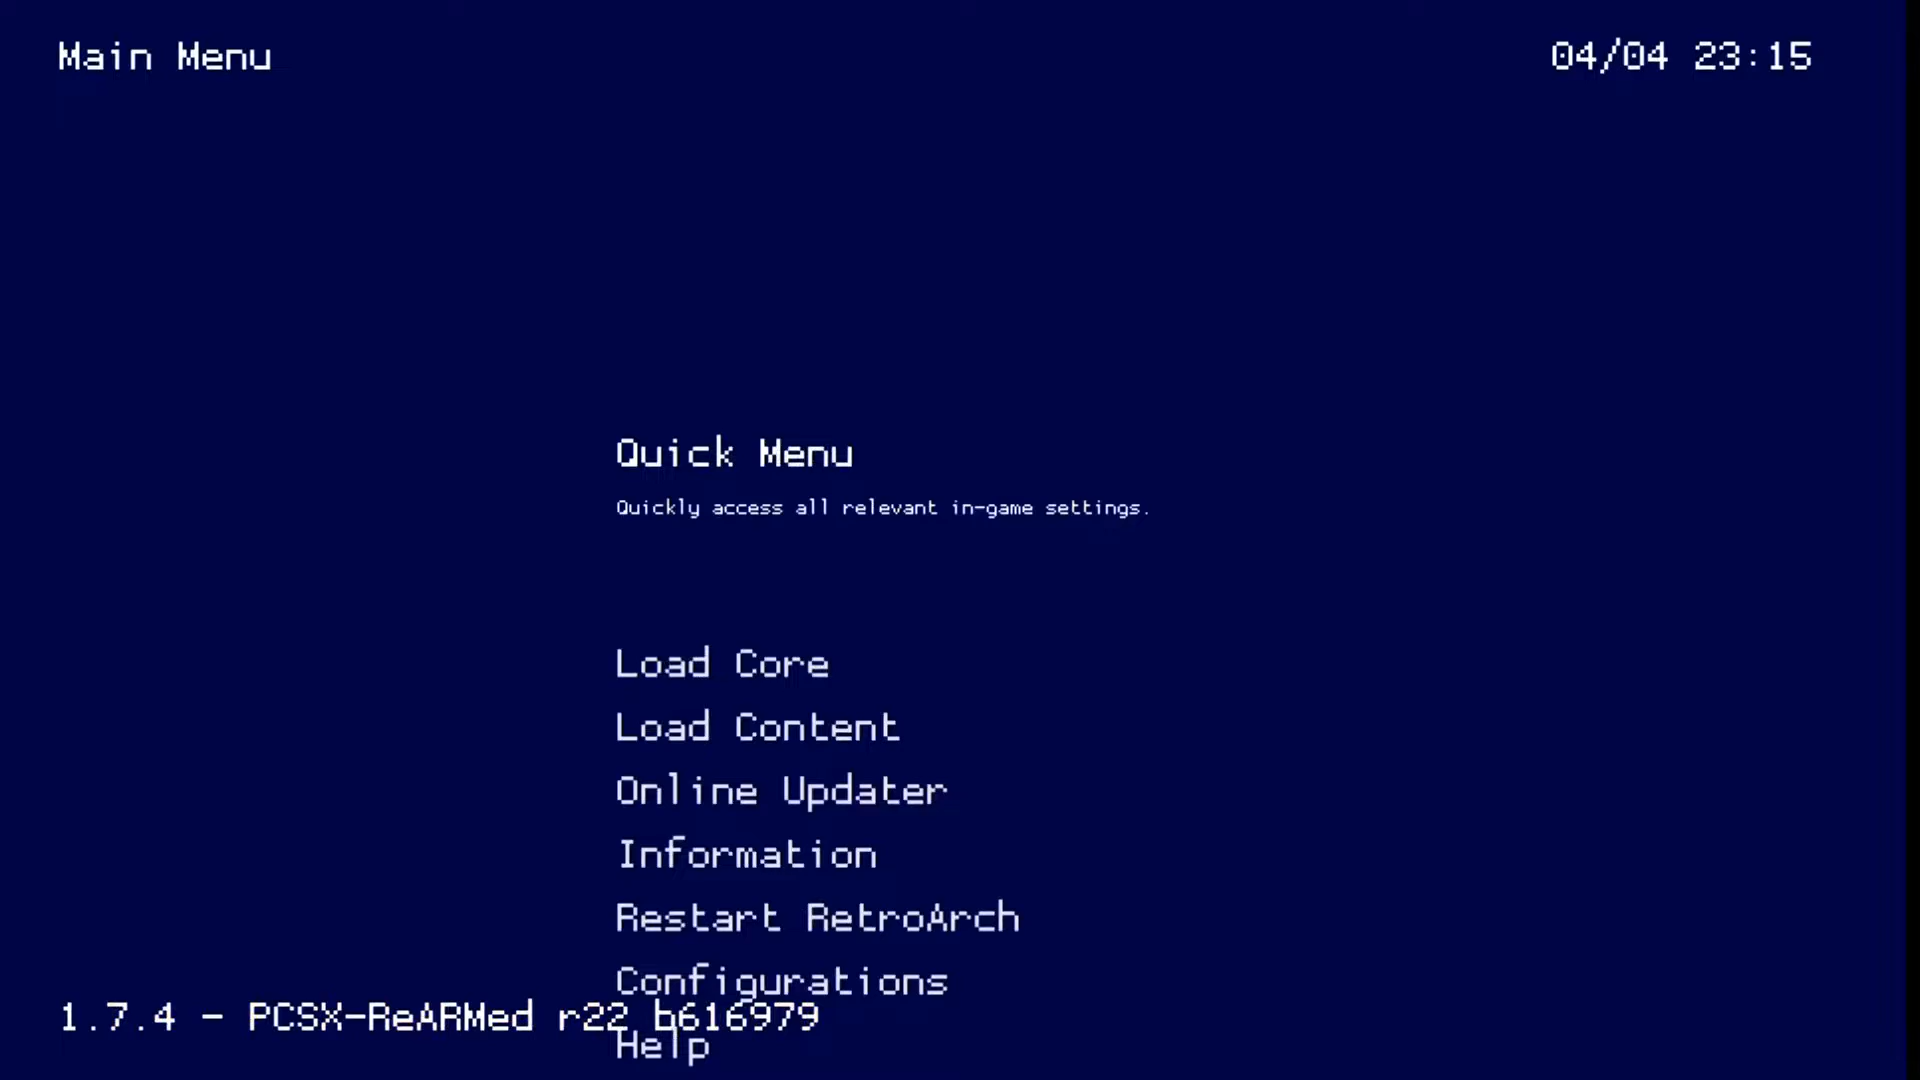 Main Menu
04/04 23:15
Quick Menu
Quickly access all relevant in-game settings.
Load Core
Load Content
Online Updater
Information
Restart RetroArch
Configurations
1.7.4 - PCSX-ReARMed r22 b616979
Help